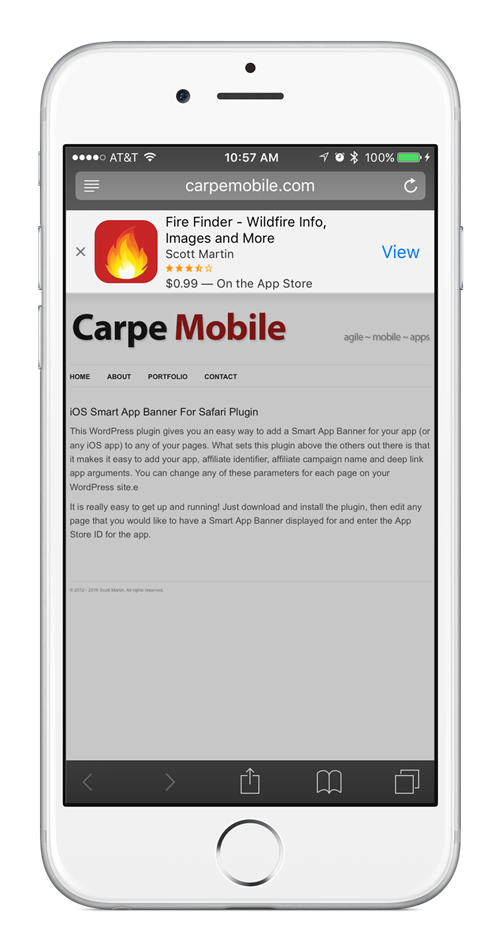 AT&T 10:57 AM 100%
carpemobile.com
Fire Finder - Wildfire Info,
Images and More
Scott Martin
$0.99 — On the App Store
View
Carpe Mobile
agile ~ mobile ~ apps
HOME ABOUT PORTFOLIO CONTACT
iOS Smart App Banner For Safari Plugin
This WordPress plugin gives you an easy way to add a Smart App Banner for your app (or
any iOS app) to any of your pages. What sets this plugin above the others out there is that
it makes it easy to add your app, affiliate identifier, affiliate campaign name and deep link
app arguments. You can change any of these parameters for each page on your
WordPress site.e
It is really easy to get up and running! Just download and install the plugin, then edit any
page that you would like to have a Smart App Banner displayed for and enter the App
Store ID for the app.
© 2012 - 2016 Scott Martin. All rights reserved.